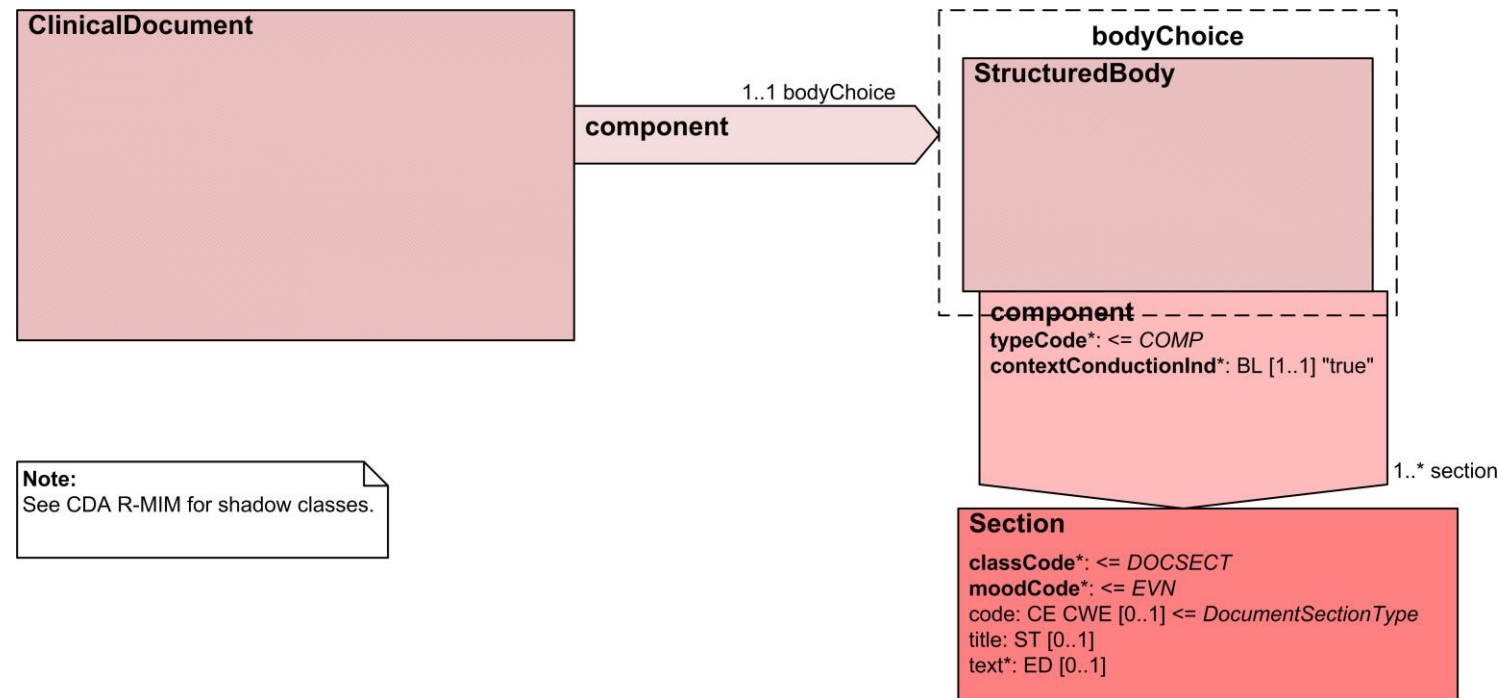 ClinicalDocument
1..1 bodyChoice
component
bodyChoice
StructuredBody
component
typeCode*: <= COMP
contextConductionInd*: BL [1..1] "true"
1..* section
Note:
See CDA R-MIM for shadow classes.
Section
classCode*: <= DOCSECT
moodCode*: <= EVN
code: CE CWE [0..1] <= DocumentSectionType
title: ST [0..1]
text*: ED [0..1]